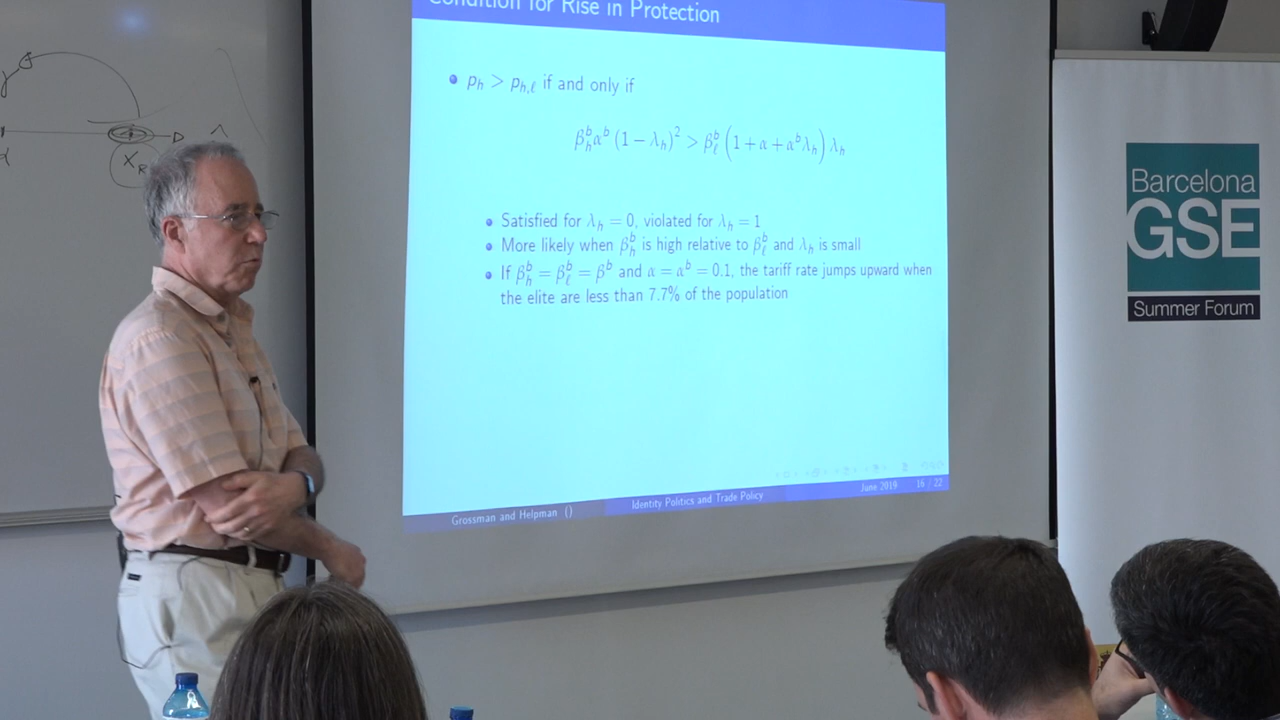 Condition for Rise in Protection
p_h > p_{h,ℓ} if and only if
β_h^b α^b (1 − λ_h)^2 > β_ℓ^b (1 + α + α^b λ_h) λ_h
Satisfied for λ_h = 0, violated for λ_h = 1
More likely when β_h^b is high relative to β_ℓ^b and λ_h is small
If β_h^b = β_ℓ^b = β^b and α = α^b = 0.1, the tariff rate jumps upward when
the elite are less than 7.7% of the population
Grossman and Helpman ()
Identity Politics and Trade Policy
June 2019
16 / 22
X_R
Barcelona
GSE
Summer Forum